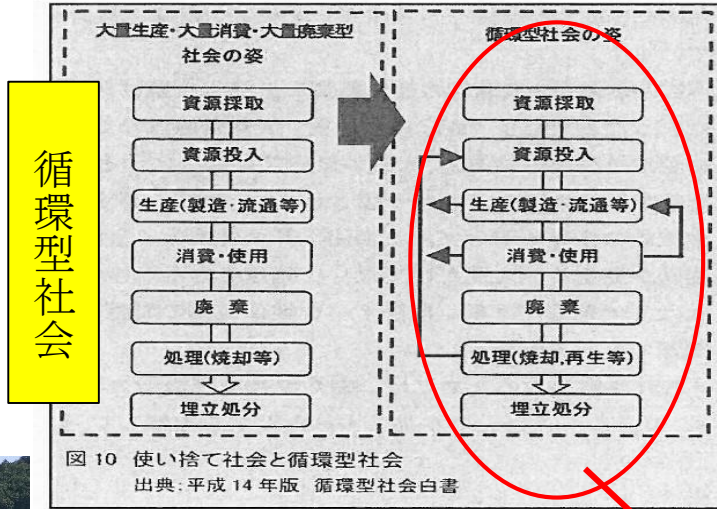 循環型社会
大量生産・大量消費・大量廃棄型
社会の姿
資源採取
資源投入
生産(製造・流通等)
消費・使用
廃 棄
処理(焼却等)
埋立処分
循環型社会の姿
資源採取
資源投入
生産(製造・流通等)
消費・使用
廃 棄
処理(焼却,再生等)
埋立処分
図 10 使い捨て社会と循環型社会
出典:平成 14 年版 循環型社会白書